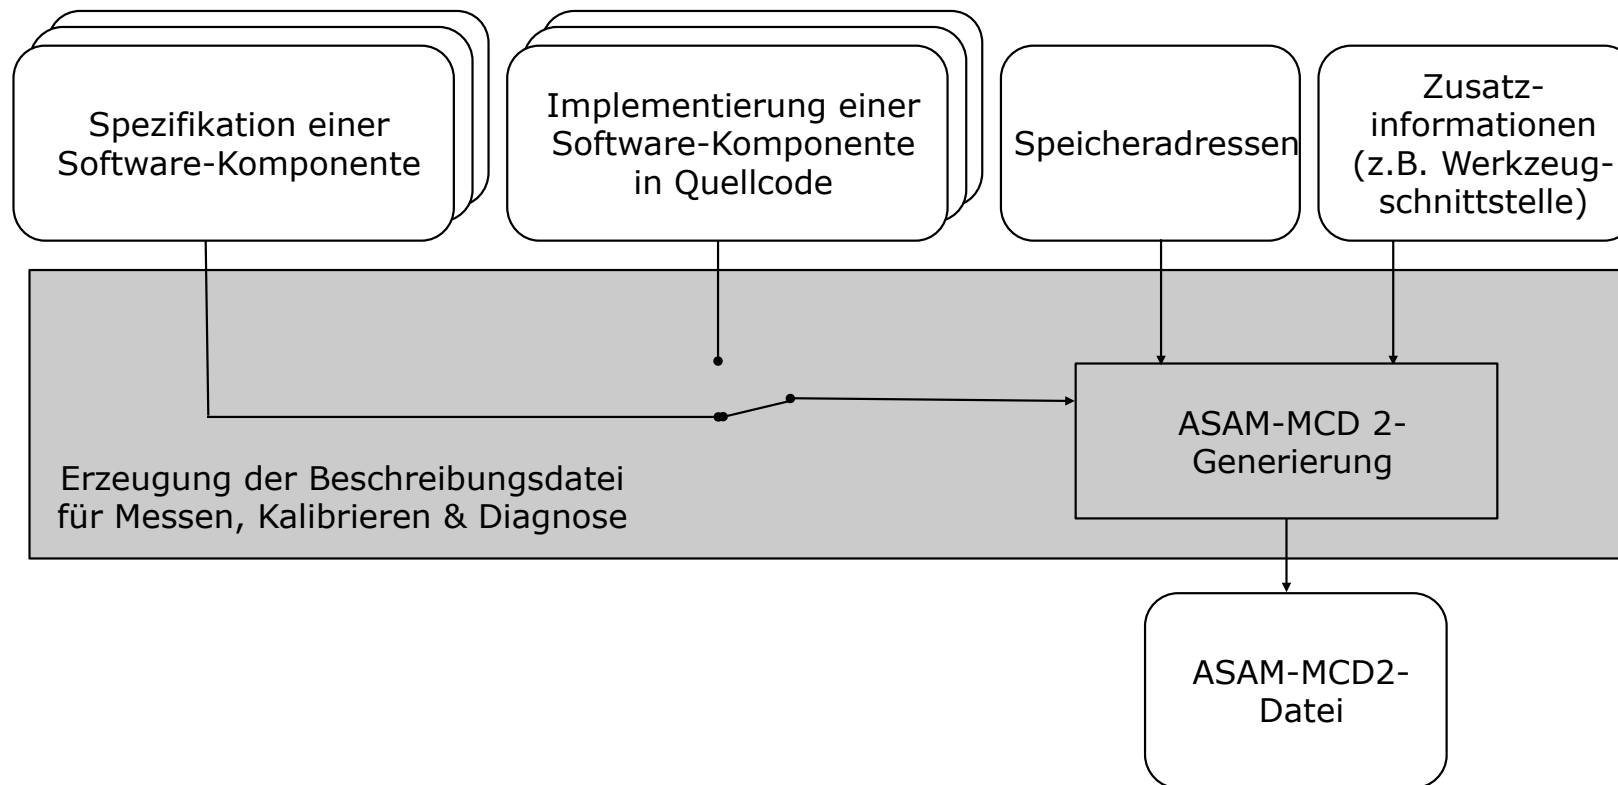 Spezifikation einer
Software-Komponente
Implementierung einer
Software-Komponente
in Quellcode
Speicheradressen
Zusatz-
informationen
(z.B. Werkzeug-
schnittstelle)
Erzeugung der Beschreibungsdatei
für Messen, Kalibrieren & Diagnose
ASAM-MCD 2-
Generierung
ASAM-MCD2-
Datei